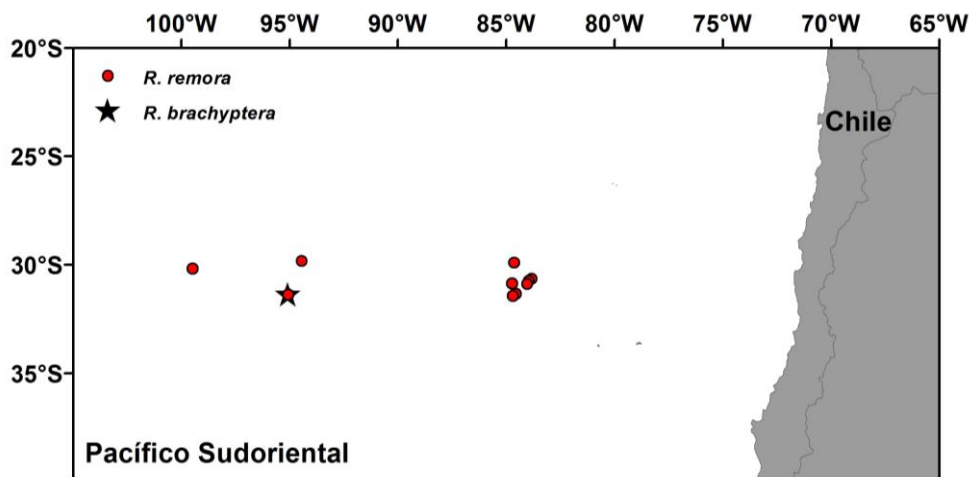 100°W 95°W 90°W 85°W 80°W 75°W 70°W 65°W
20°S
R. remora
R. brachyptera
Chile
25°S
30°S
35°S
Pacífico Sudoriental